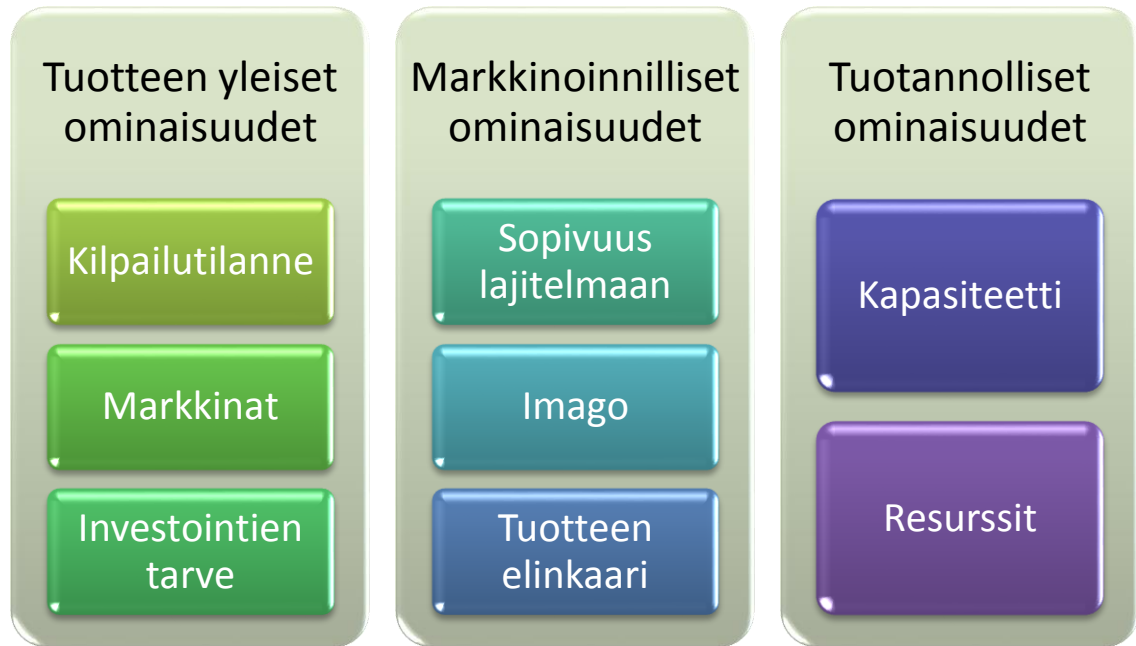 Tuotteen yleiset
ominaisuudet
Kilpailutilanne
Markkinat
Investointien
tarve
Markkinoinnilliset
ominaisuudet
Sopivuus
lajitelmaan
Imago
Tuotteen
elinkaari
Tuotannolliset
ominaisuudet
Kapasiteetti
Resurssit